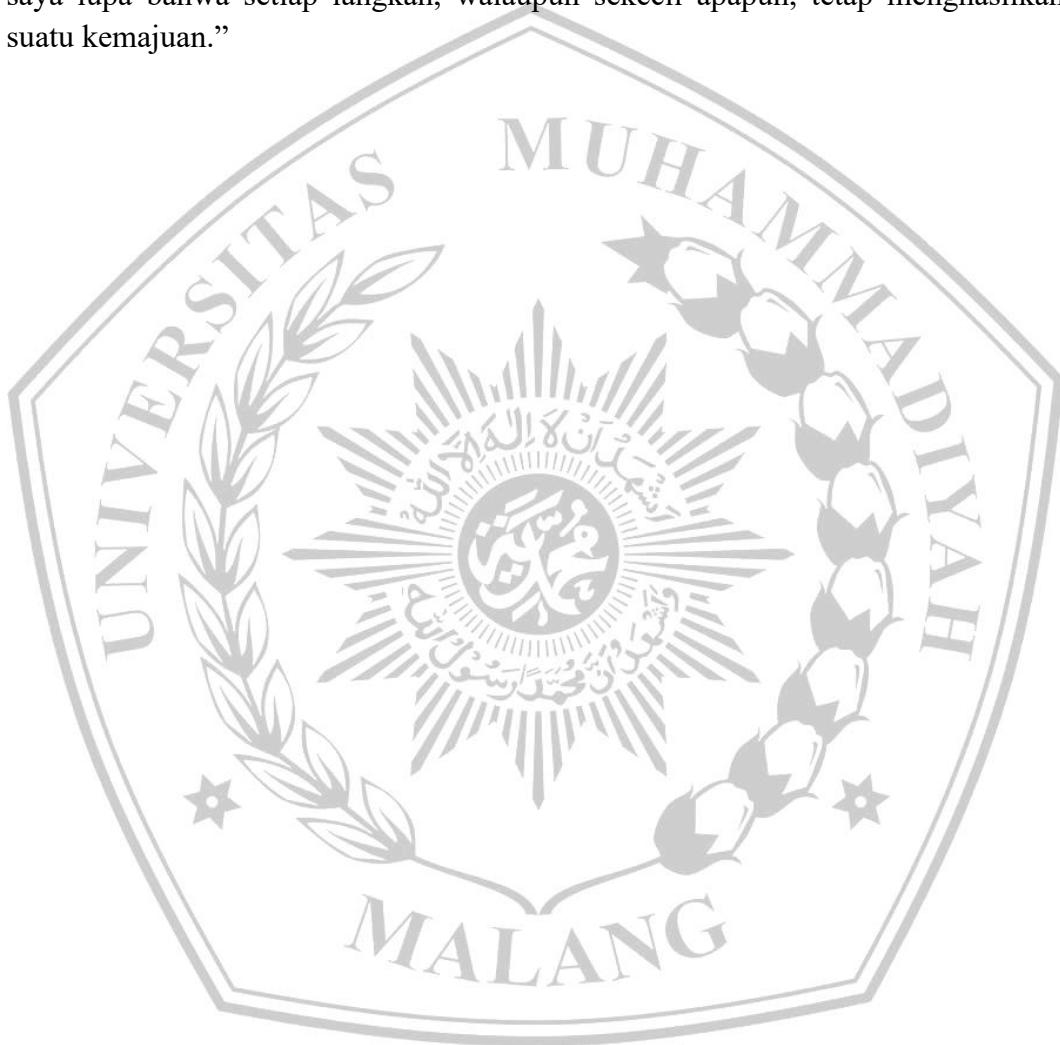 saya lupa bahwa setiap langkah, walaupun sekecil apapun, tetap menghasilkan
suatu kemajuan.”
UNIVERSITAS MUHAMMADIYAH
MALANG